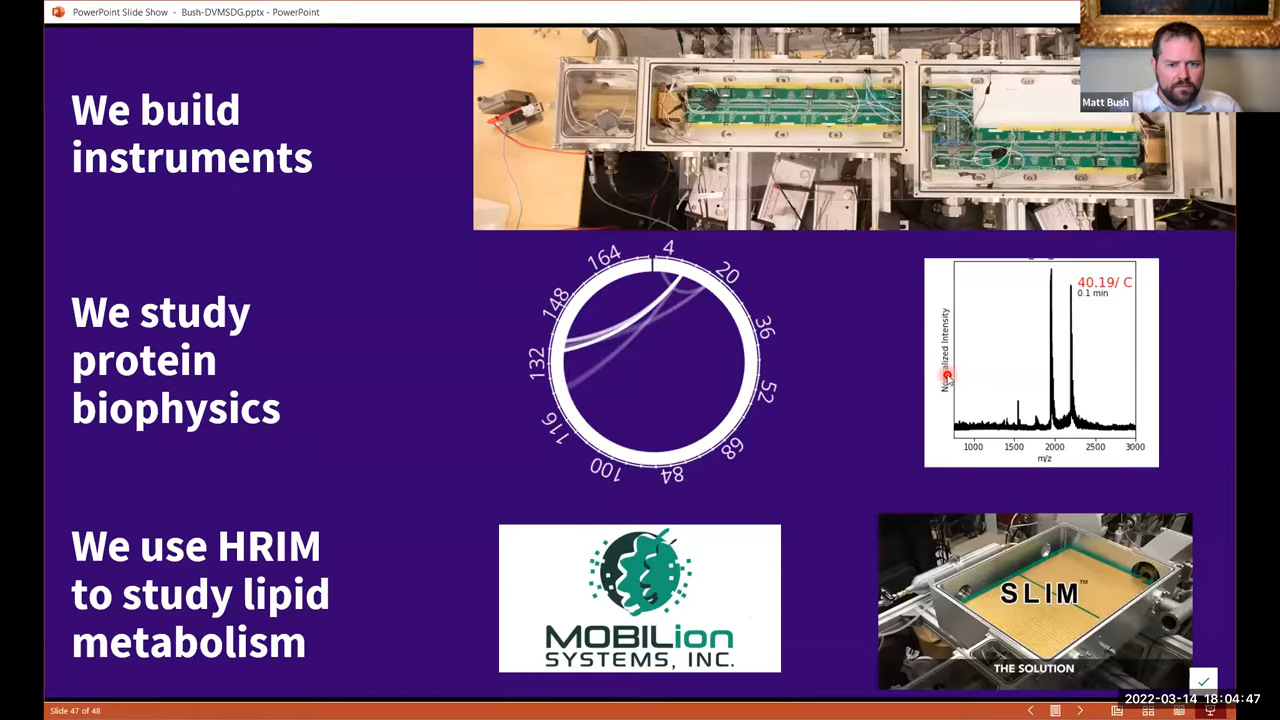 PowerPoint Slide Show - Bush-DVMSDG.pptx - PowerPoint
Matt Bush
We build
instruments
We study
protein
biophysics
164
4
20
36
52
68
84
100
116
132
148
40.19/ C
0.1 min
Normalized Intensity
1000 1500 2000 2500 3000
m/z
We use HRIM
to study lipid
metabolism
MOBILion
SYSTEMS, INC.
SLIM™
THE SOLUTION
2022-03-14 18:04:47
Slide 47 of 48